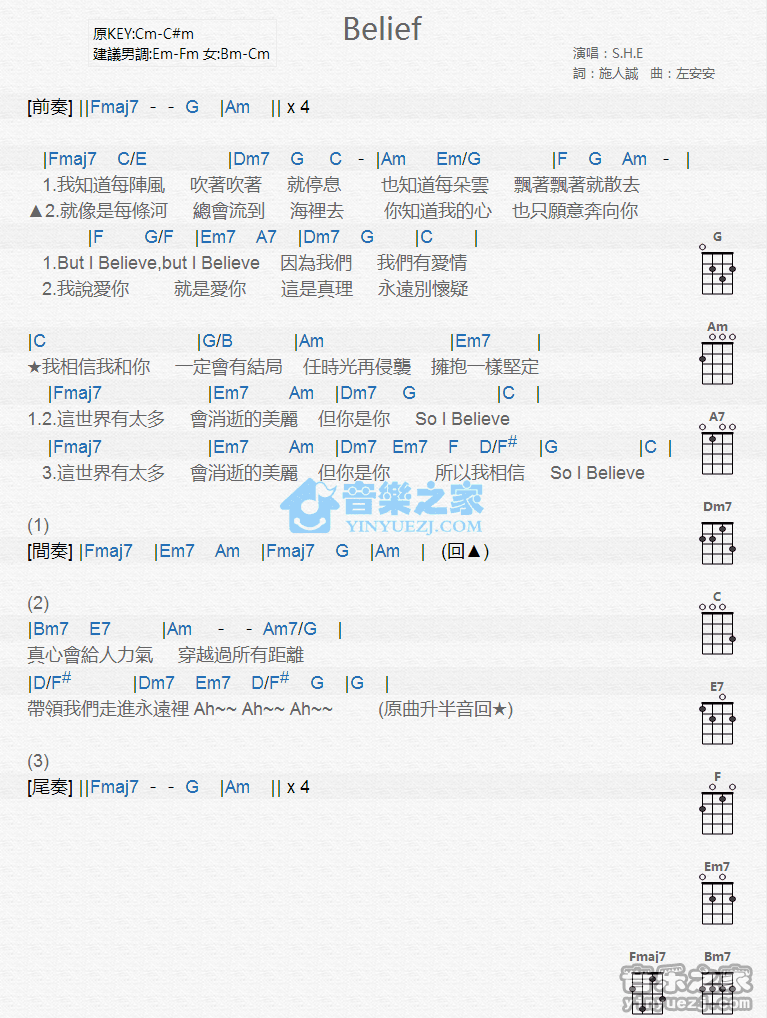 Belief
原KEY:Cm-C#m
建議男調:Em-Fm 女:Bm-Cm
演唱：S.H.E
詞：施人誠 曲：左安安
[前奏] ||Fmaj7 - - G |Am || x 4
|Fmaj7 C/E |Dm7 G C - |Am Em/G |F G Am - |
1.我知道每陣風 吹著吹著 就停息 也知道每朵雲 飄著飄著就散去
▲2.就像是每條河 總會流到 海裡去 你知道我的心 也只願意奔向你
|F G/F |Em7 A7 |Dm7 G |C |
1.But I Believe,but I Believe 因為我們 我們有愛情
2.我說愛你 就是愛你 這是真理 永遠別懷疑
|C |G/B |Am |Em7 |
★我相信我和你 一定會有結局 任時光再侵襲 擁抱一樣堅定
|Fmaj7 |Em7 Am |Dm7 G |C |
1.2.這世界有太多 會消逝的美麗 但你是你 So I Believe
|Fmaj7 |Em7 Am |Dm7 Em7 F D/F# |G |C |
3.這世界有太多 會消逝的美麗 但你是你 所以我相信 So I Believe
音樂之家
YINYUEZJ.COM
(1)
[間奏] |Fmaj7 |Em7 Am |Fmaj7 G |Am | (回▲)
(2)
|Bm7 E7 |Am - - Am7/G |
真心會給人力氣 穿越過所有距離
|D/F# |Dm7 Em7 D/F# G |G |
帶領我們走進永遠裡 Ah~~ Ah~~ Ah~~ (原曲升半音回★)
(3)
[尾奏] ||Fmaj7 - - G |Am || x 4
G
Am
A7
Dm7
C
E7
F
Em7
Fmaj7 Bm7
音乐之家
yinyuezj.com